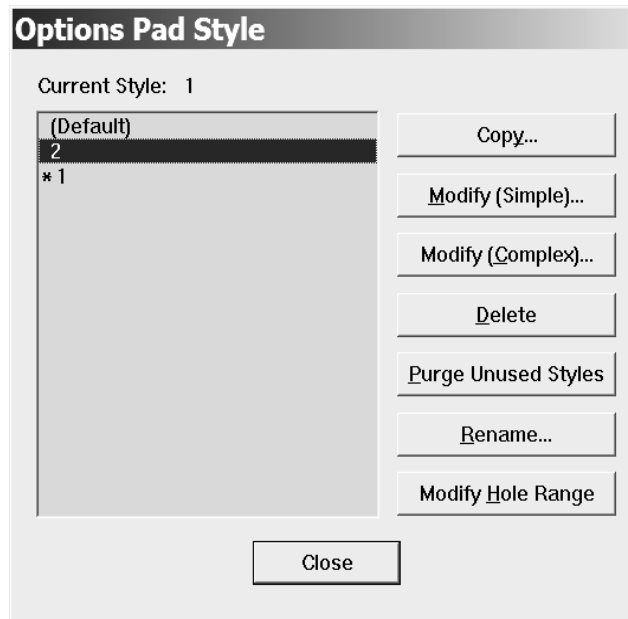 Options Pad Style
Current Style: 1
(Default)
2
* 1
Copy...
Modify (Simple)...
Modify (Complex)...
Delete
Purge Unused Styles
Rename...
Modify Hole Range
Close